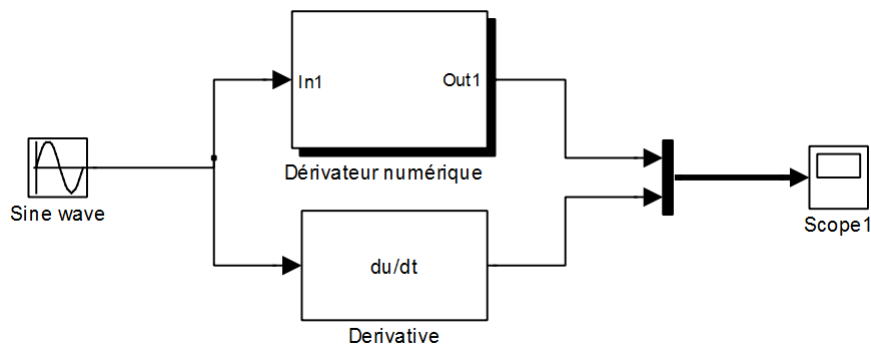 In1
Out1
Dérivateur numérique
Sine wave
Scope1
du/dt
Derivative